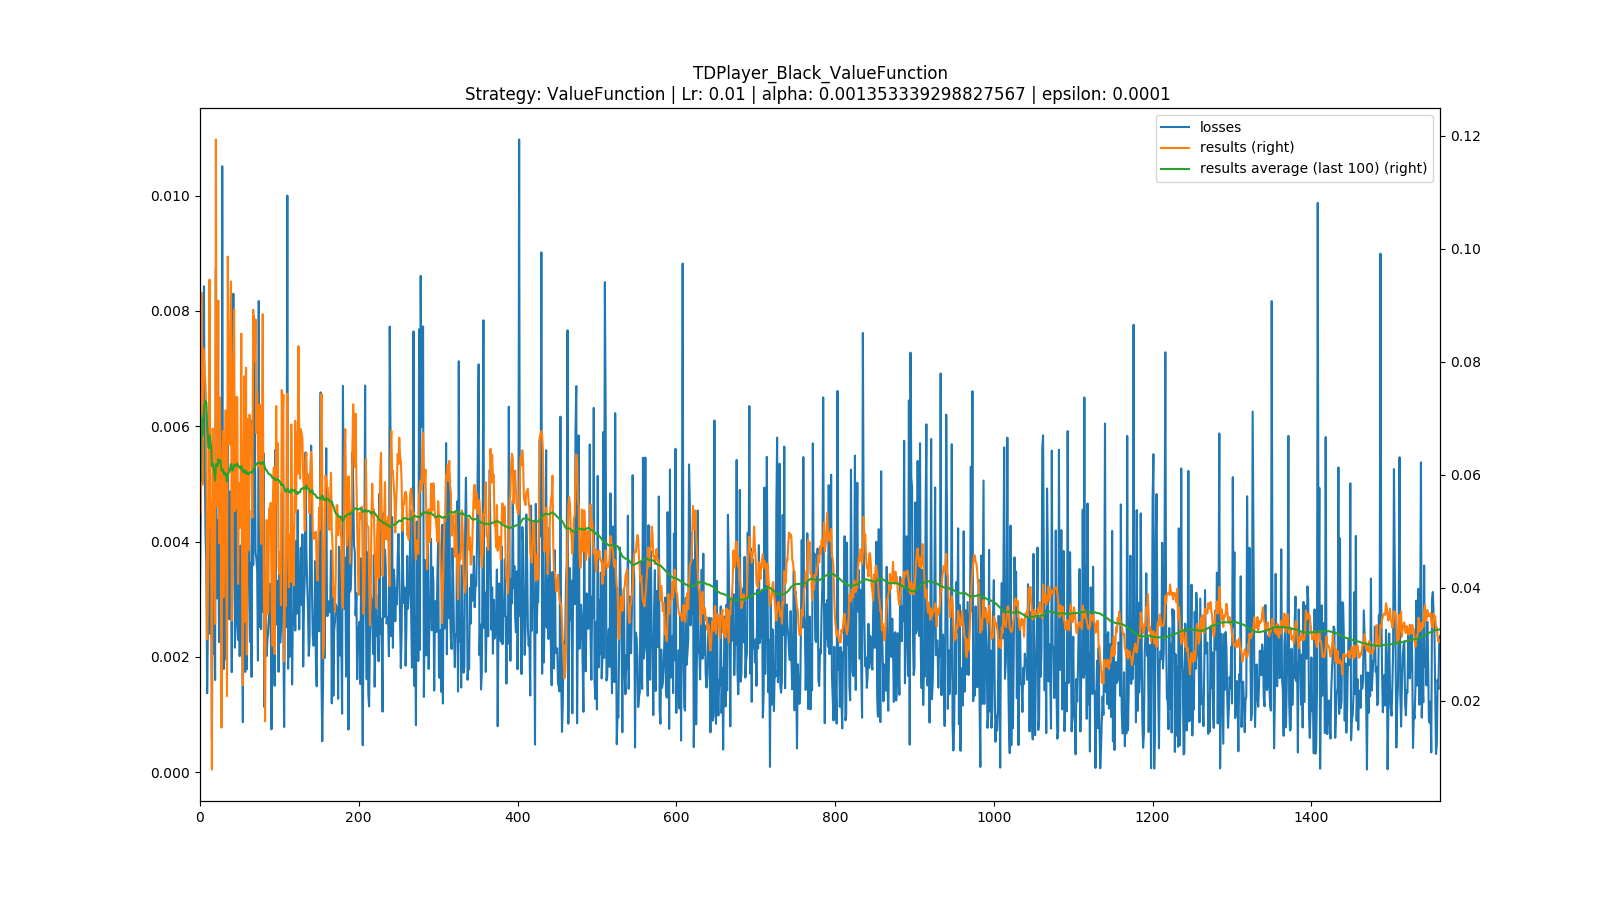 TDPlayer_Black_ValueFunction
Strategy: ValueFunction | Lr: 0.01 | alpha: 0.001353339298827567 | epsilon: 0.0001
losses
results (right)
results average (last 100) (right)
0.010
0.008
0.006
0.004
0.002
0.000
0.12
0.10
0.08
0.06
0.04
0.02
0 200 400 600 800 1000 1200 1400